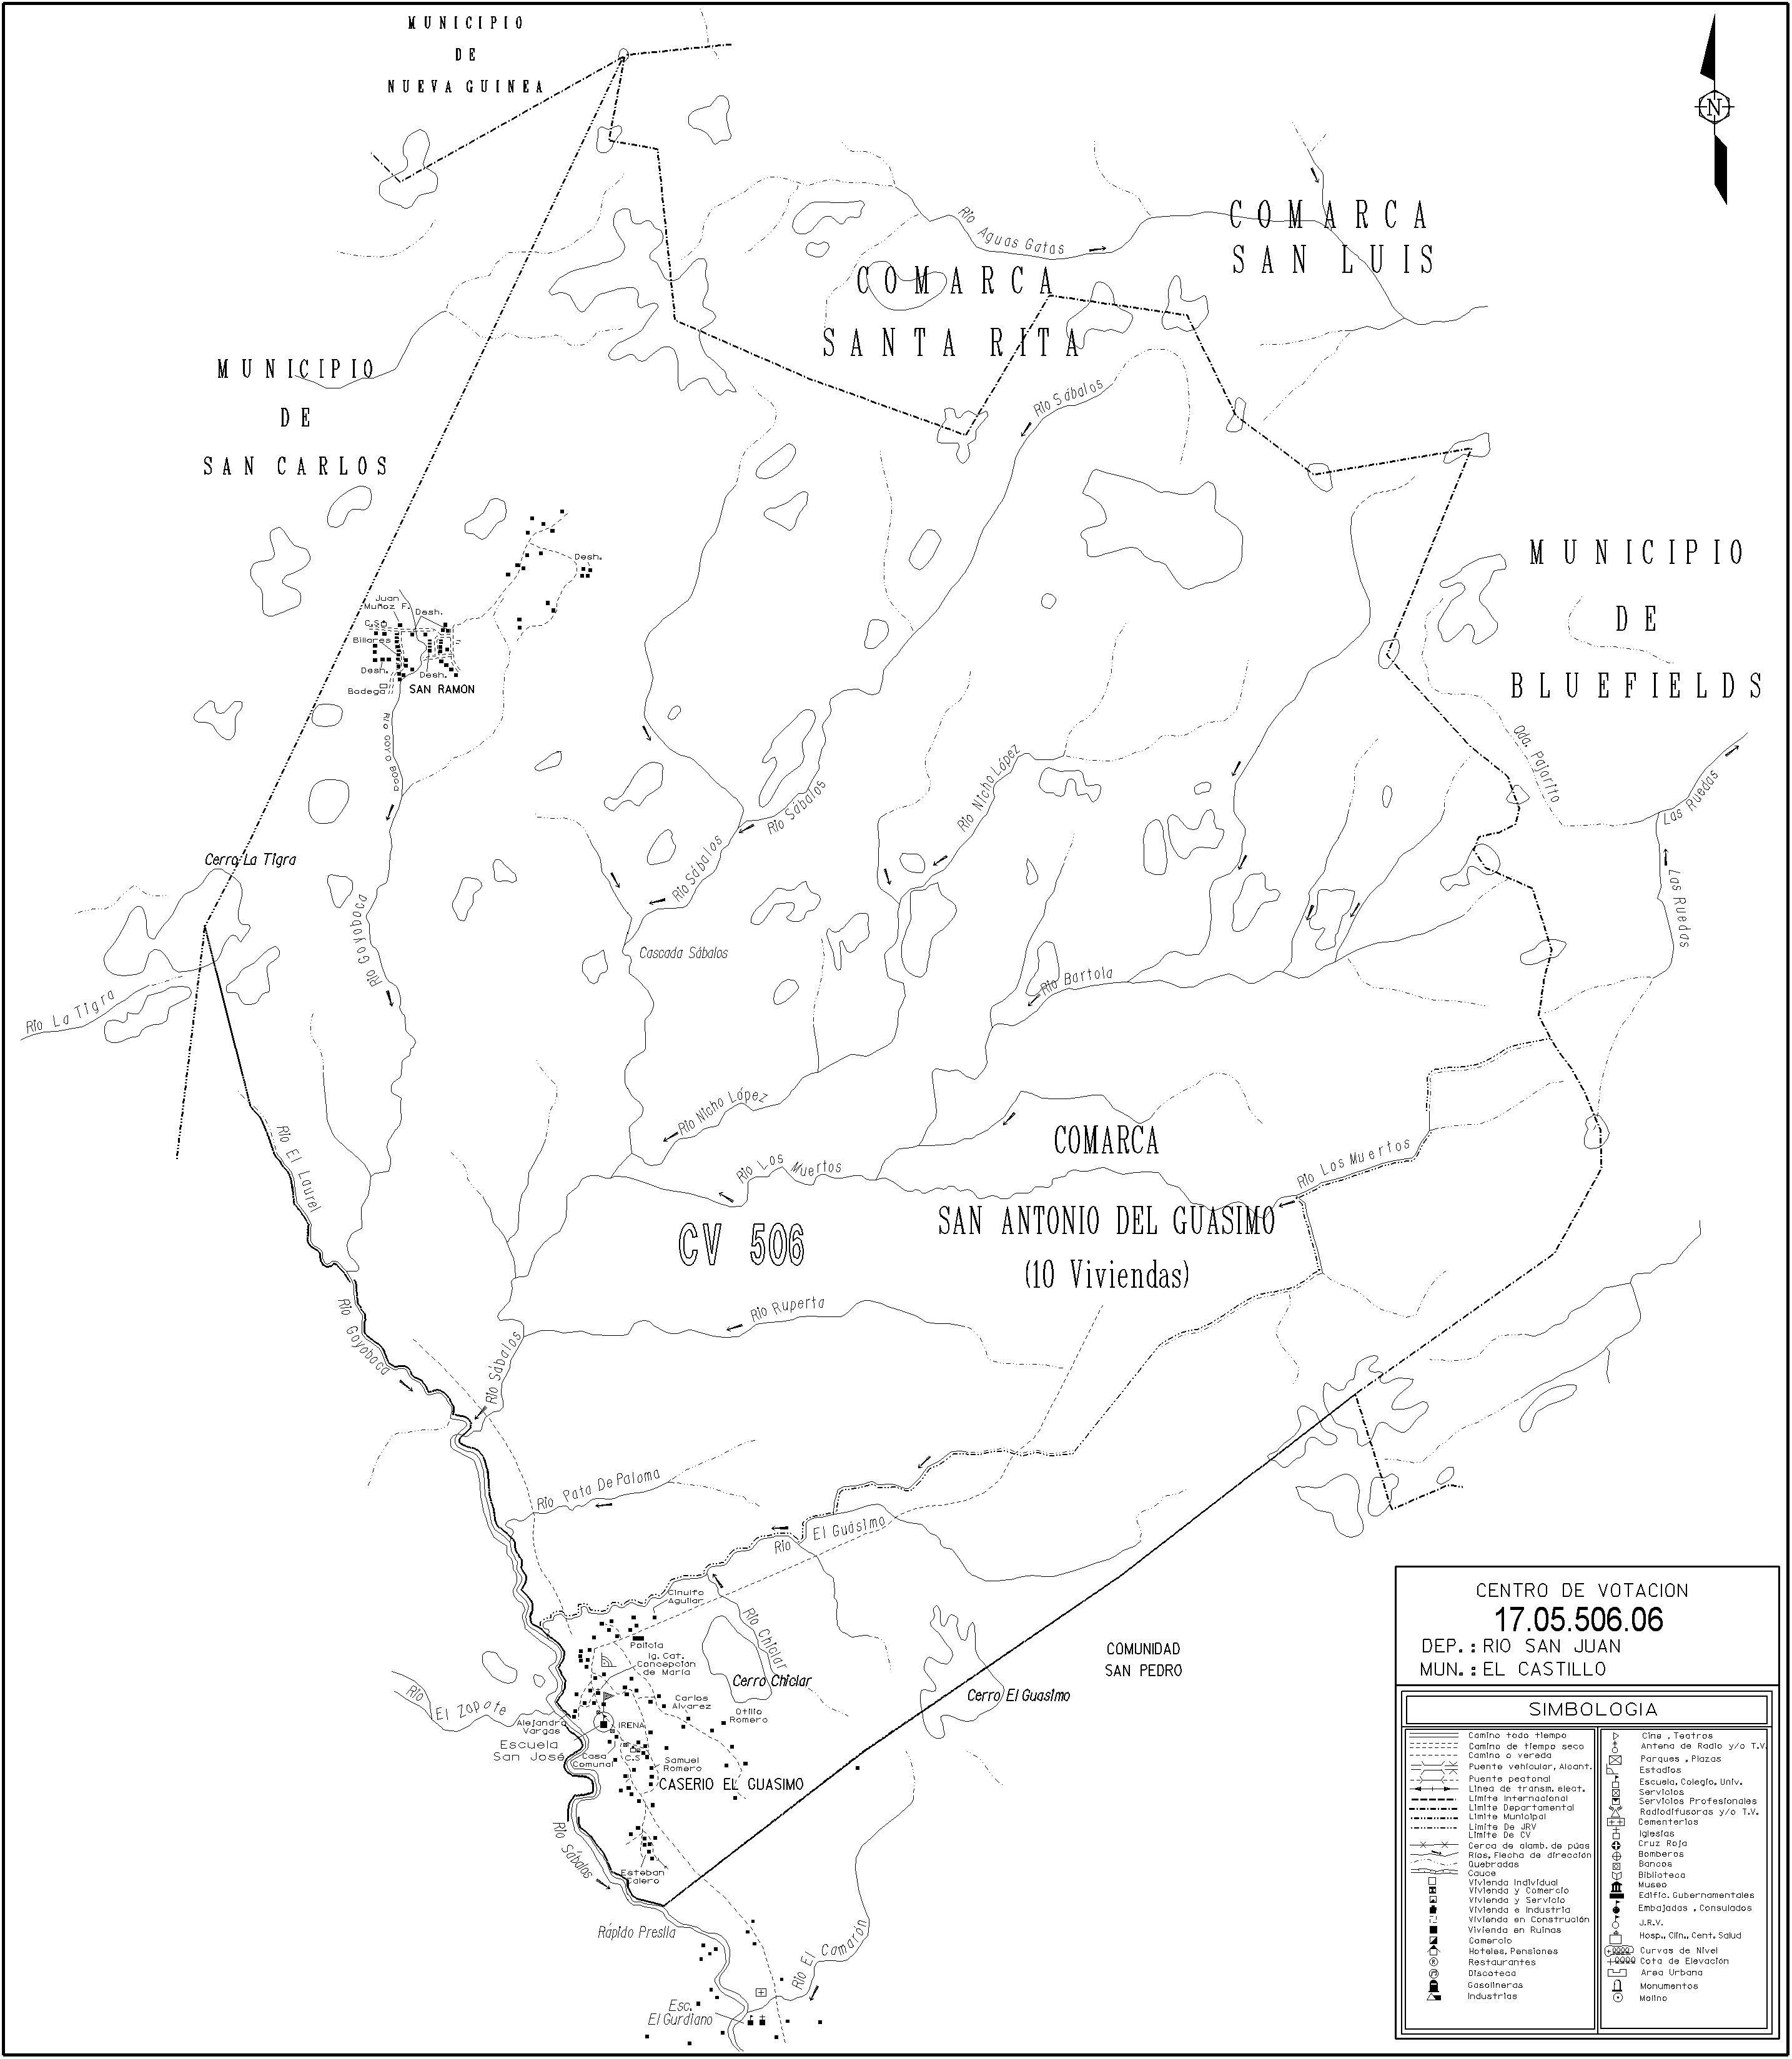 MUNICIPIO
DE
NUEVA GUINEA
N
COMARCA
SAN LUIS
Río Aguas Gatas
COMARCA
SANTA RITA
MUNICIPIO
DE
SAN CARLOS
Río Sábalos
MUNICIPIO
DE
BLUEFIELDS
Desh.
Juan
Muñoz F.
Desh.
C.S
Billares
Desh.
Desh.
Bodega
SAN RAMÓN
RIO GOYO BOCA
Qda. Pajarito
Las Ruedas
Río Nicho López
Río Sábalos
Río Sábalos
Cerro La Tigra
Río Goyoboca
Las Ruedas
Cascada Sábalos
Río Bartola
Río La Tigra
Río Nicho López
Río El Laurel
COMARCA
Río Los Muertos
Río Los Muertos
SAN ANTONIO DEL GUASIMO
(10 Viviendas)
CV 506
Río Ruperta
Río Goyoboca
Río Sábalos
Río Pata De Paloma
Río El Guásimo
Cinuifo
Aguilar
Río Chiclar
Policía
Ig. Cat.
Concepción
de María
Cerro Chiclar
Carlos
Alvarez
Otilio
Romero
Cerro El Guasimo
COMUNIDAD
SAN PEDRO
Río El Zapote
Alejandro
Vargas
IRENA
Escuela
San José
Casa
Comunal
C.S
Samuel
Romero
CASERIO EL GUASIMO
Río Sábalos
Esteban
Calero
Rápido Preslla
Río El Camarón
Esc.
El Gurdiano
CENTRO DE VOTACION
17.05.506.06
DEP.: RIO SAN JUAN
MUN.: EL CASTILLO
SIMBOLOGIA
Camino todo tiempo
Camino de tiempo seco
Camino o vereda
Puente vehicular, Alcant.
Puente peatonal
Linea de transm. elect.
Limite Internacional
Limite Departamental
Limite Municipal
Limite De JRV
Limite De CV
Cerca de alamb. de púas
Ríos, Flecha de dirección
Quebradas
Cauce
Vivienda Individual
Vivienda y Comercio
Vivienda y Servicio
Vivienda e Industria
Vivienda en Construción
Vivienda en Ruinas
Comercio
Hoteles, Pensiones
Restaurantes
Discoteca
Gasolineras
Industrias
Cine, Teatros
Antena de Radio y/o T.V.
Parques, Plazas
Estadios
Escuela, Colegio, Univ.
Servicios
Servicios Profesionales
Radiodifusoras y/o T.V.
Cementerios
Iglesias
Cruz Roja
Bomberos
Bancos
Biblioteca
Museo
Edific. Gubernamentales
Embajadas, Consulados
J.R.V.
Hosp., Clín., Cent. Salud
Curvas de Nivel
Cota de Elevación
Area Urbana
Monumentos
Molino